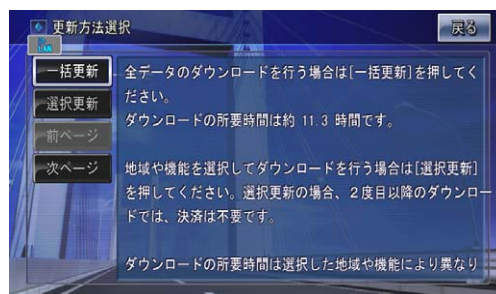 更新方法選択
戻る
LAN
一括更新
選択更新
前ページ
次ページ
全データのダウンロードを行う場合は[一括更新]を押してく
ださい。
ダウンロードの所要時間は約 11.3 時間です。
地域や機能を選択してダウンロードを行う場合は[選択更新]
を押してください。選択更新の場合、２度目以降のダウンロー
ドでは、決済は不要です。
ダウンロードの所要時間は選択した地域や機能により異なり